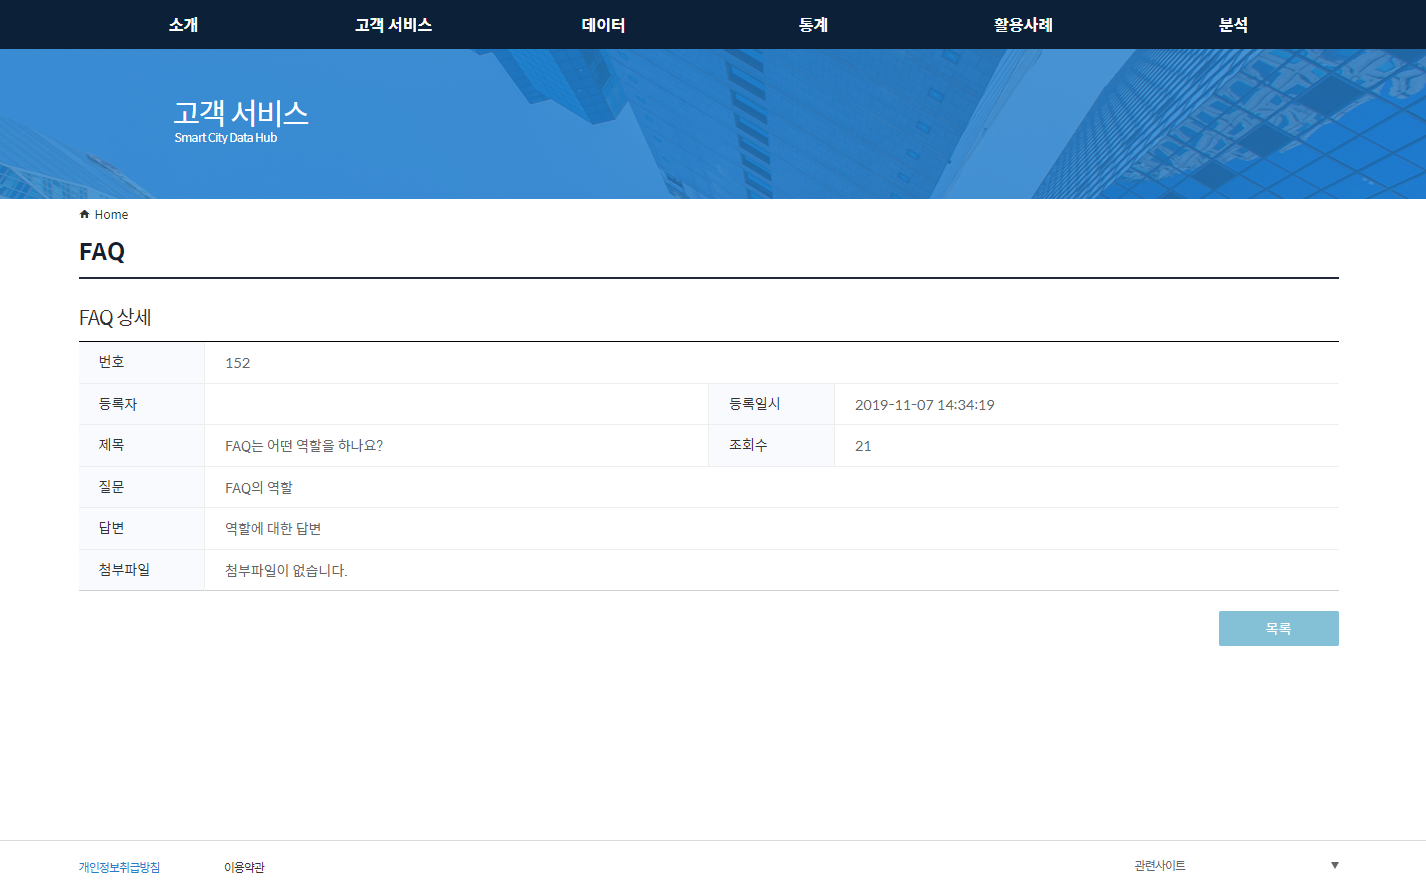 소개 고객 서비스 데이터 통계 활용사례 분석
고객 서비스
Smart City Data Hub
Home
FAQ
FAQ 상세
번호 152
등록자 등록일시 2019-11-07 14:34:19
제목 FAQ는 어떤 역할을 하나요? 조회수 21
질문 FAQ의 역할
답변 역할에 대한 답변
첨부파일 첨부파일이 없습니다.
목록
개인정보취급방침 이용약관 관련사이트